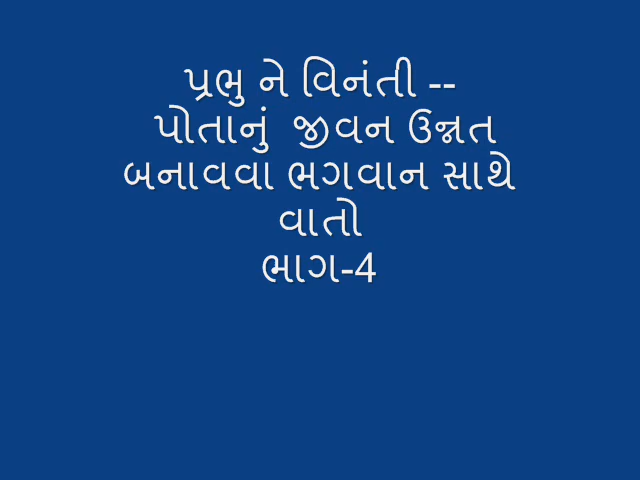 પ્રભુ ને વિનંતી --
પોતાનું જીવન ઉન્નત
બનાવવા ભગવાન સાથે
વાતો
ભાગ-4